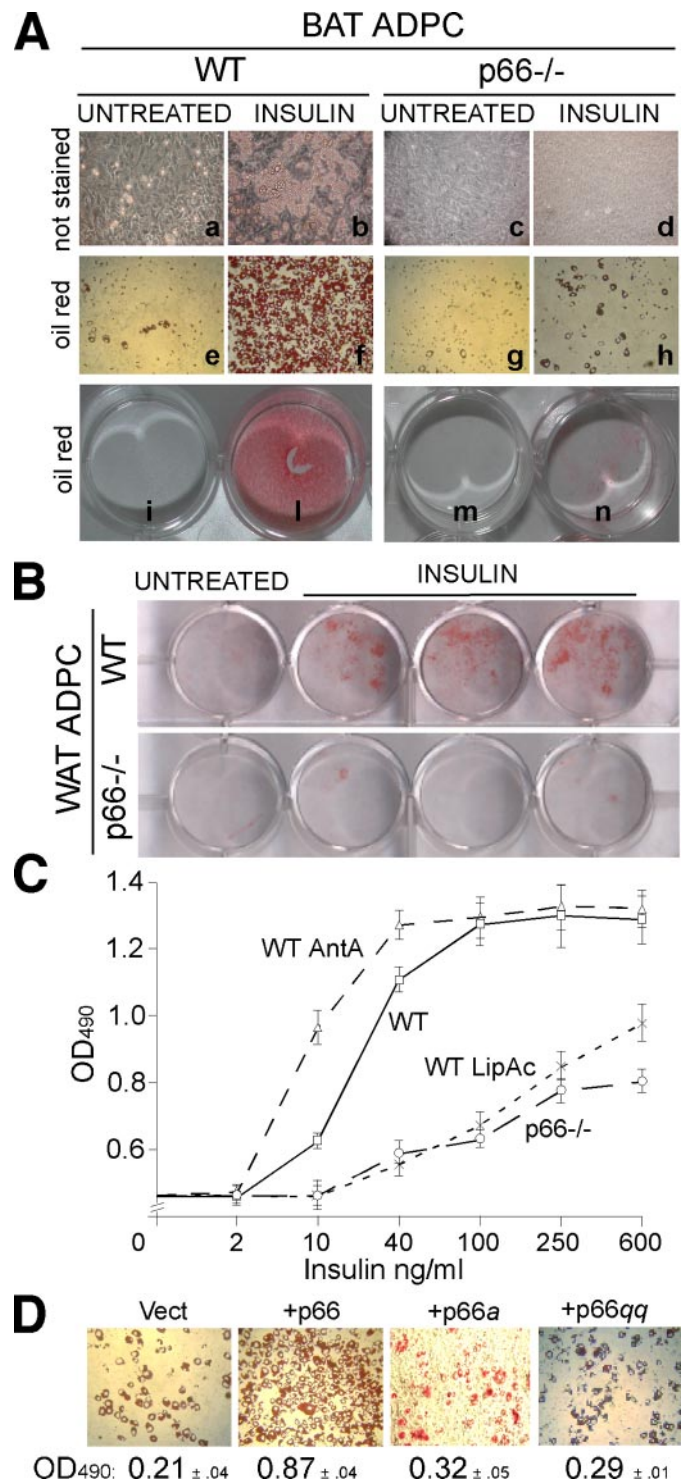 A
BAT ADPC
WT p66-/-
UNTREATED INSULIN UNTREATED INSULIN
not stained
a b c d
oil red
e f g h
oil red
i l m n
B
UNTREATED INSULIN
WAT ADPC
WT
p66-/-
C
OD490
1.4
1.2
1.0
0.8
0.6
WT AntA
WT
WT LipAc
p66-/-
0 2 10 40 100 250 600
Insulin ng/ml
D
Vect +p66 +p66a +p66qq
OD490: 0.21 ± .04 0.87 ± .04 0.32 ± .05 0.29 ± .01